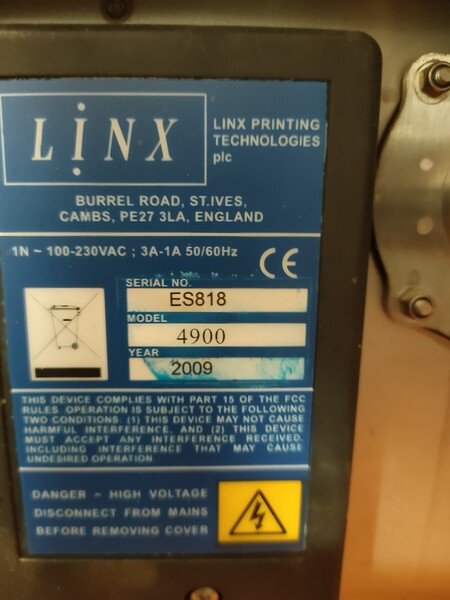 LINX
LINX PRINTING
TECHNOLOGIES
plc
BURREL ROAD, ST.IVES,
CAMBS, PE27 3LA, ENGLAND
1N ~ 100-230VAC ; 3A-1A 50/60Hz
CE
SERIAL NO.
ES818
MODEL
4900
YEAR
2009
THIS DEVICE COMPLIES WITH PART 15 OF THE FCC
RULES. OPERATION IS SUBJECT TO THE FOLLOWING
TWO CONDITIONS: (1) THIS DEVICE MAY NOT CAUSE
HARMFUL INTERFERENCE, AND (2) THIS DEVICE
MUST ACCEPT ANY INTERFERENCE RECEIVED,
INCLUDING INTERFERENCE THAT MAY CAUSE
UNDESIRED OPERATION.
DANGER - HIGH VOLTAGE
DISCONNECT FROM MAINS
BEFORE REMOVING COVER